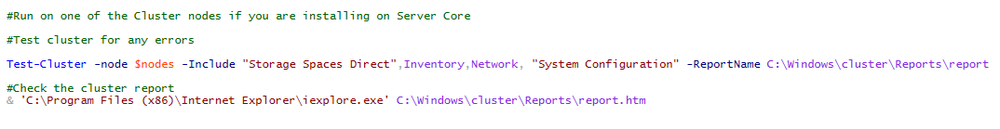 #Run on one of the Cluster nodes if you are installing on Server Core
#Test cluster for any errors
Test-Cluster -node $nodes -Include "Storage Spaces Direct",Inventory,Network, "System Configuration" -ReportName C:\Windows\cluster\Reports\report
#Check the cluster report
& 'C:\Program Files (x86)\Internet Explorer\iexplore.exe' C:\Windows\cluster\Reports\report.htm